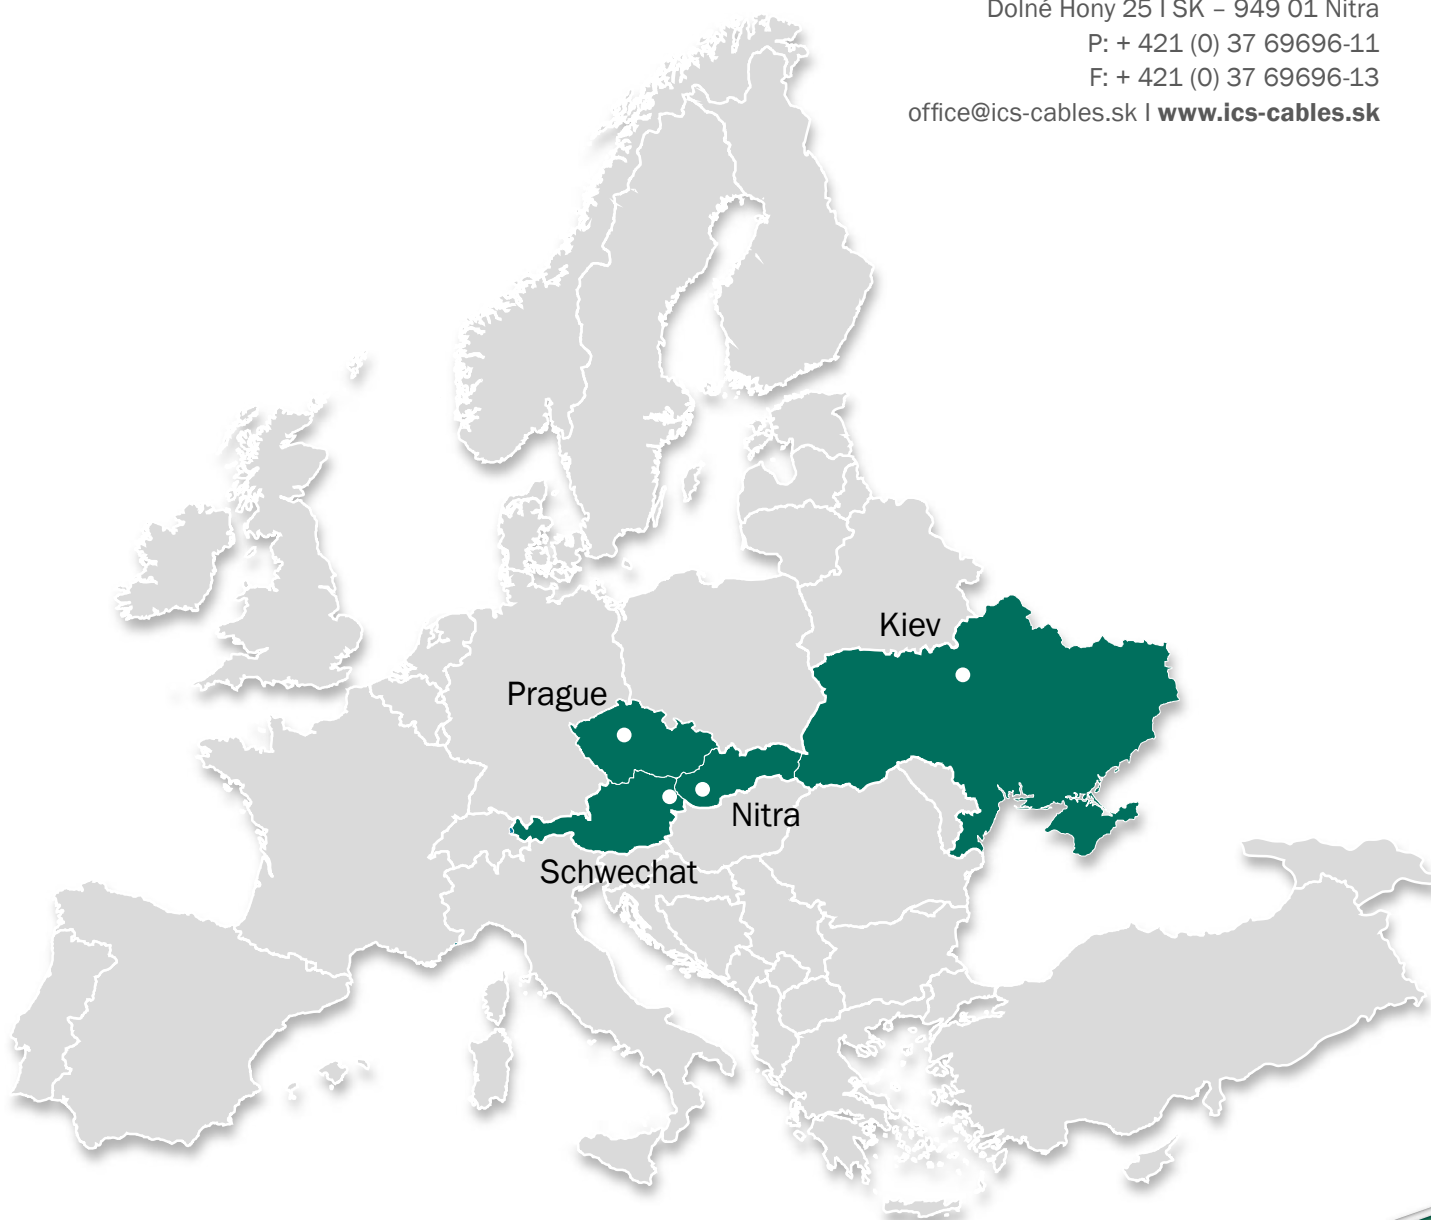 Dolné Hony 25 I SK – 949 01 Nitra
P: + 421 (0) 37 69696-11
F: + 421 (0) 37 69696-13
office@ics-cables.sk I www.ics-cables.sk
Kiev
Prague
Nitra
Schwechat